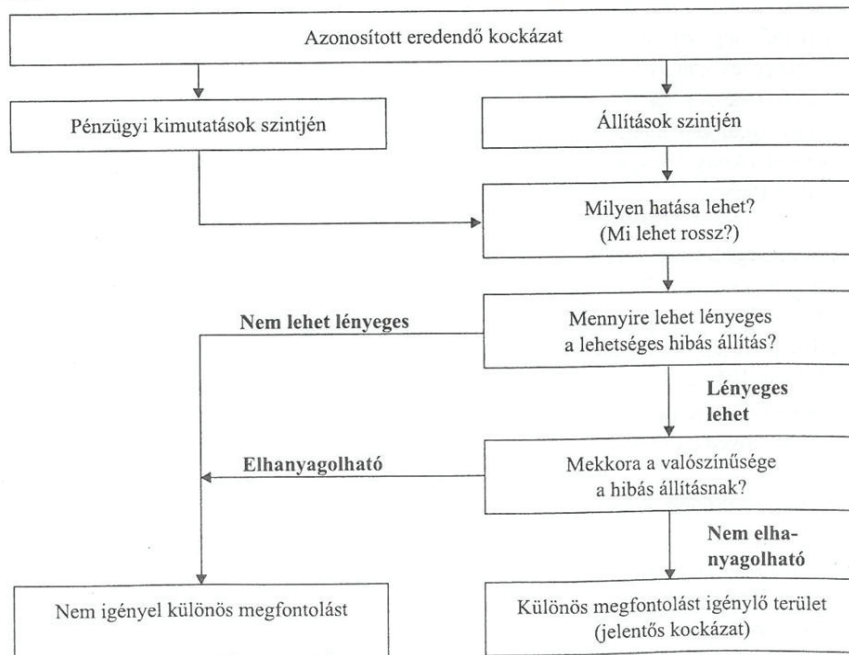 Azonosított eredendő kockázat
Pénzügyi kimutatások szintjén
Állítások szintjén
Milyen hatása lehet?
(Mi lehet rossz?)
Nem lehet lényeges
Mennyire lehet lényeges
a lehetséges hibás állítás?
Lényeges
lehet
Elhanyagolható
Mekkora a valószínűsége
a hibás állításnak?
Nem elha-
nyagolható
Nem igényel különös megfontolást
Különös megfontolást igénylő terület
(jelentős kockázat)